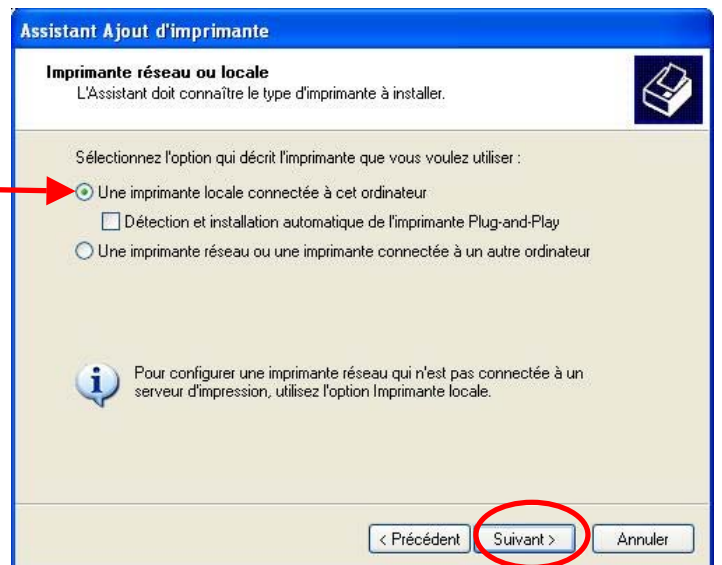 Assistant Ajout d'imprimante
Imprimante réseau ou locale
L'Assistant doit connaître le type d'imprimante à installer.
Sélectionnez l'option qui décrit l'imprimante que vous voulez utiliser :
Une imprimante locale connectée à cet ordinateur
Détection et installation automatique de l'imprimante Plug-and-Play
Une imprimante réseau ou une imprimante connectée à un autre ordinateur
Pour configurer une imprimante réseau qui n'est pas connectée à un
serveur d'impression, utilisez l'option Imprimante locale.
< Précédent Suivant > Annuler